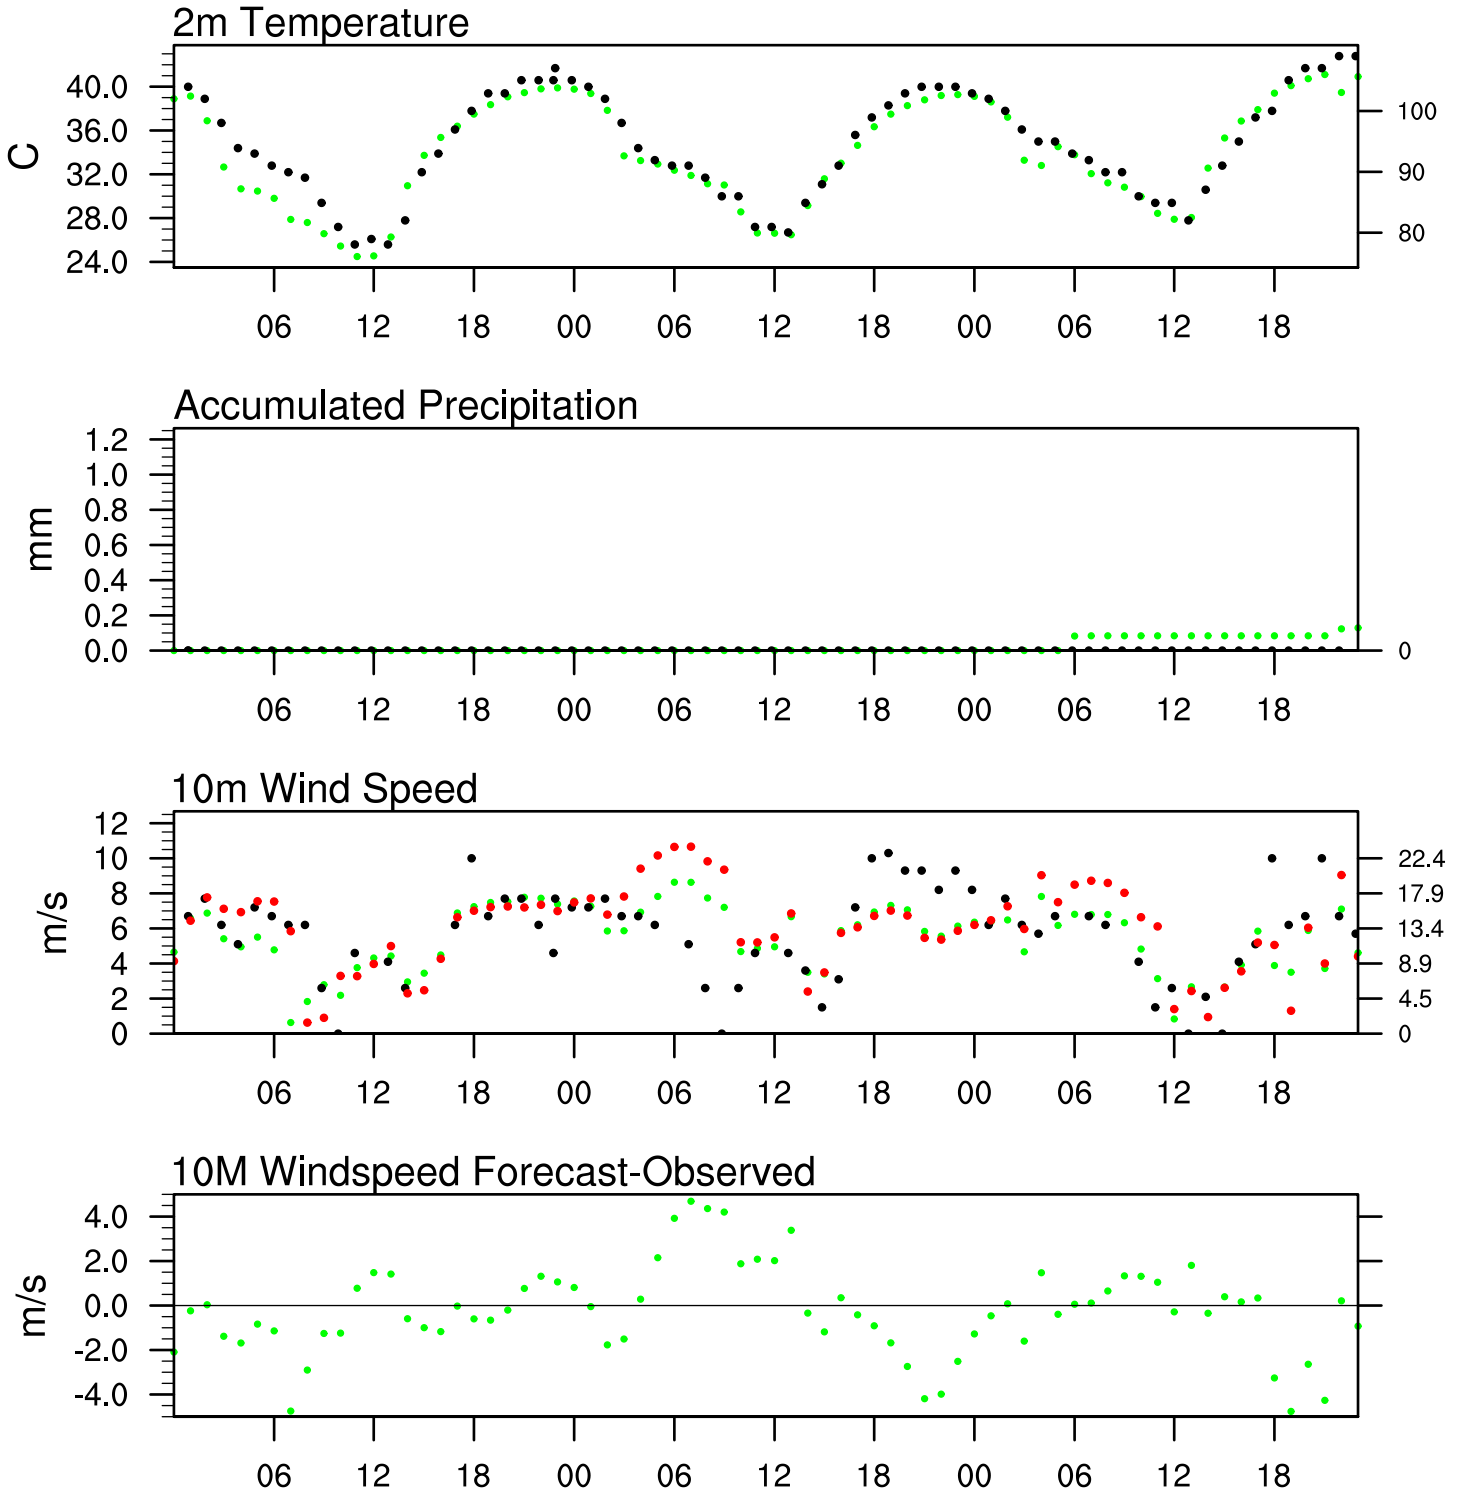 2m Temperature
40.0
36.0
32.0
28.0
24.0
C
100
90
80
06 12 18 00 06 12 18 00 06 12 18
Accumulated Precipitation
1.2
1.0
0.8
0.6
0.4
0.2
0.0
mm
0
06 12 18 00 06 12 18 00 06 12 18
10m Wind Speed
12
10
8
6
4
2
0
m/s
22.4
17.9
13.4
8.9
4.5
0
06 12 18 00 06 12 18 00 06 12 18
10M Windspeed Forecast-Observed
4.0
2.0
0.0
-2.0
-4.0
m/s
06 12 18 00 06 12 18 00 06 12 18